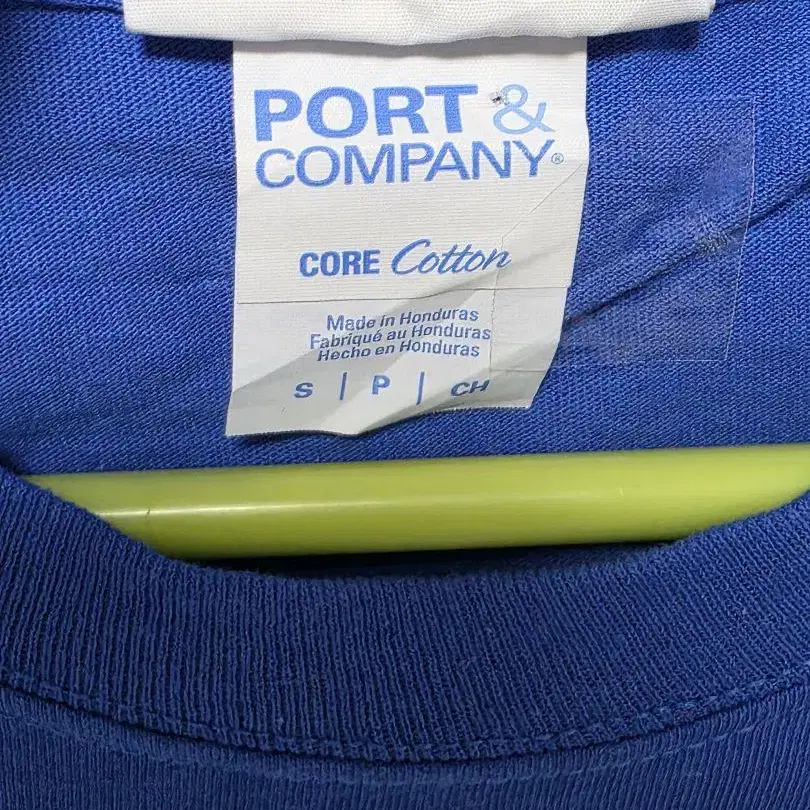 PORT &
COMPANY®
CORE Cotton
Made in Honduras
Fabriqué au Honduras
Hecho en Honduras
S | P | CH